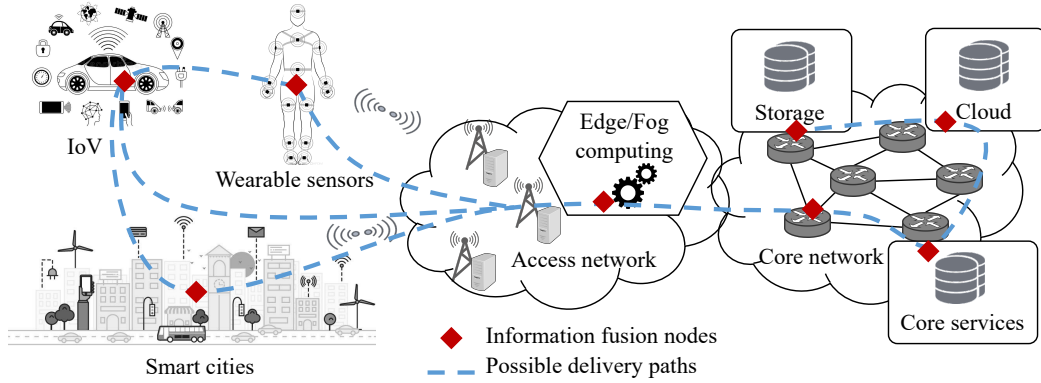 IoV
Wearable sensors
Edge/Fog
computing
Storage
Cloud
Access network
Core network
Core services
Smart cities
Information fusion nodes
Possible delivery paths